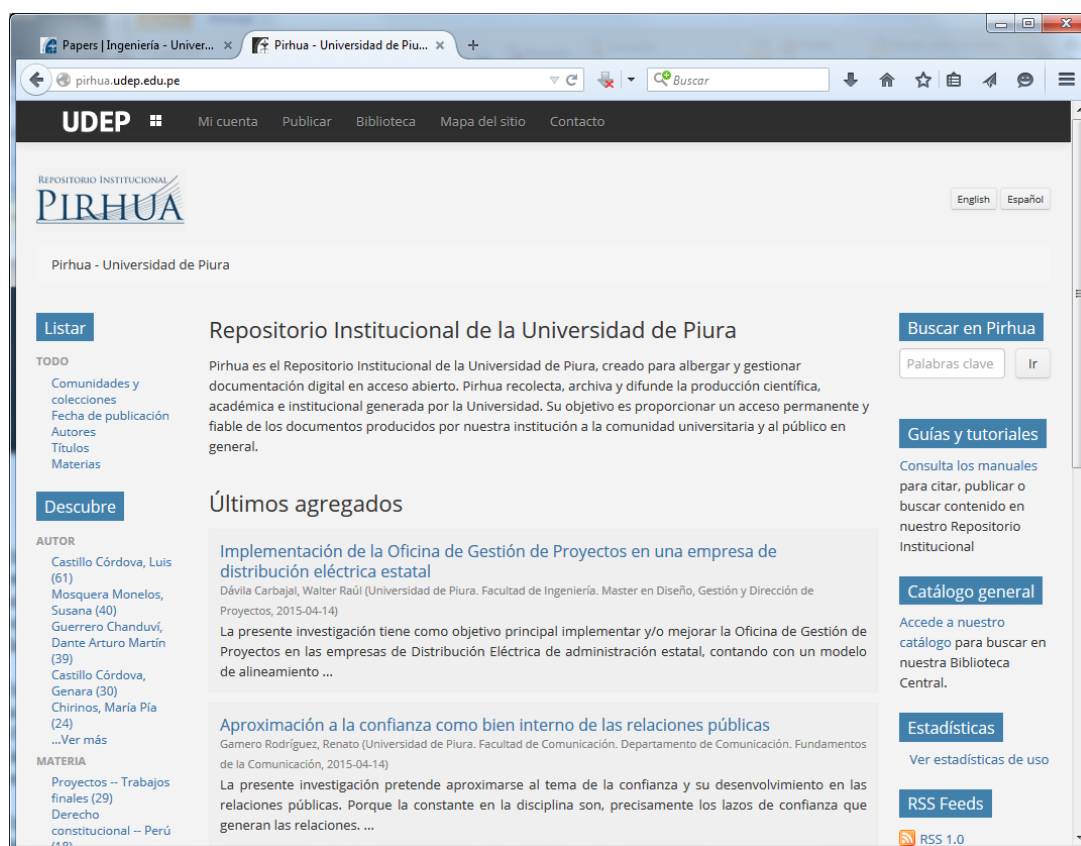 Papers | Ingeniería - Univer...
Pirhua - Universidad de Piu...
pirhua.udep.edu.pe
Buscar
UDEP
Mi cuenta Publicar Biblioteca Mapa del sitio Contacto
REPOSITORIO INSTITUCIONAL
PIRHUA
English Español
Pirhua - Universidad de Piura
Listar
TODO
Comunidades y
colecciones
Fecha de publicación
Autores
Títulos
Materias
Descubre
AUTOR
Castillo Córdova, Luis
(61)
Mosquera Monelos,
Susana (40)
Guerrero Chanduví,
Dante Arturo Martín
(39)
Castillo Córdova,
Genara (30)
Chirinos, María Pía
(24)
...Ver más
MATERIA
Proyectos -- Trabajos
finales (29)
Derecho
constitucional -- Perú
(18)
Repositorio Institucional de la Universidad de Piura
Pirhua es el Repositorio Institucional de la Universidad de Piura, creado para albergar y gestionar
documentación digital en acceso abierto. Pirhua recolecta, archiva y difunde la producción científica,
académica e institucional generada por la Universidad. Su objetivo es proporcionar un acceso permanente y
fiable de los documentos producidos por nuestra institución a la comunidad universitaria y al público en
general.
Últimos agregados
Implementación de la Oficina de Gestión de Proyectos en una empresa de
distribución eléctrica estatal
Dávila Carbajal, Walter Raúl (Universidad de Piura. Facultad de Ingeniería. Master en Diseño, Gestión y Dirección de
Proyectos, 2015-04-14)
La presente investigación tiene como objetivo principal implementar y/o mejorar la Oficina de Gestión de
Proyectos en las empresas de Distribución Eléctrica de administración estatal, contando con un modelo
de alineamiento ...
Aproximación a la confianza como bien interno de las relaciones públicas
Gamero Rodríguez, Renato (Universidad de Piura. Facultad de Comunicación. Departamento de Comunicación. Fundamentos
de la Comunicación, 2015-04-14)
La presente investigación pretende aproximarse al tema de la confianza y su desenvolvimiento en las
relaciones públicas. Porque la constante en la disciplina son, precisamente los lazos de confianza que
generan las relaciones. ...
Buscar en Pirhua
Palabras clave Ir
Guías y tutoriales
Consulta los manuales
para citar, publicar o
buscar contenido en
nuestro Repositorio
Institucional
Catálogo general
Accede a nuestro
catálogo para buscar en
nuestra Biblioteca
Central.
Estadísticas
Ver estadísticas de uso
RSS Feeds
RSS 1.0